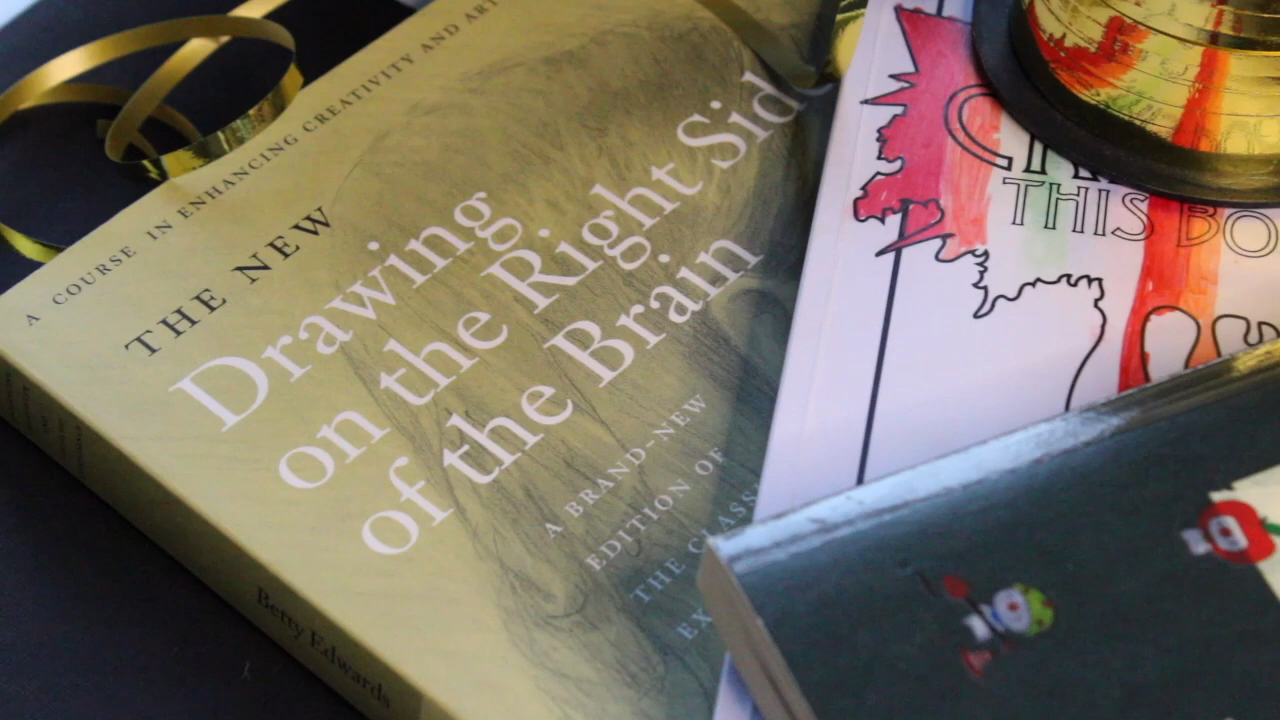 A COURSE IN ENHANCING CREATIVITY AND ART
THE NEW
Drawing
on the Right Sid
of the Brain
A BRAND-NEW
EDITION OF
THE CLASS
EX
Betty Edwards
THIS BO